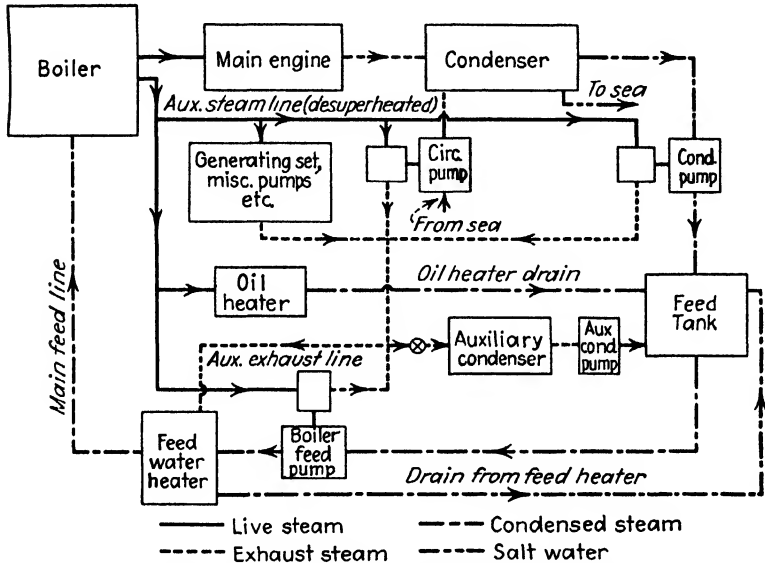 Boiler
Main engine
Condenser
To sea
Aux. steam line (desuperheated)
Generating set,
misc. pumps
etc.
Circ.
pump
Cond.
pump
From sea
Main feed line
Oil
heater
Oil heater drain
Feed
Tank
Aux. exhaust line
Auxiliary
condenser
Aux
cond.
pump
Feed
water
heater
Boiler
feed
pump
Drain from feed heater
Live steam
Condensed steam
Exhaust steam
Salt water